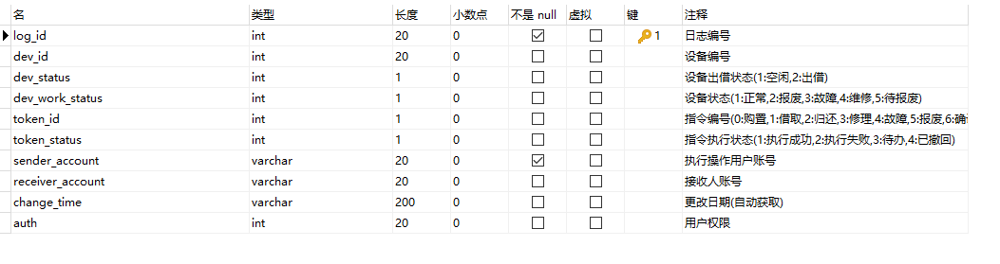 名 类型 长度 小数点 不是 null 虚拟 键 注释
log_id int 20 0 1 日志编号
dev_id int 20 0 设备编号
dev_status int 1 0 设备出借状态(1:空闲,2:出借)
dev_work_status int 1 0 设备状态(1:正常,2:报废,3:故障,4:维修,5:待报废)
token_id int 1 0 指令编号(0:购置,1:借取,2:归还,3:修理,4:故障,5:报废,6:确
token_status int 1 0 指令执行状态(1:执行成功,2:执行失败,3:待办,4:已撤回)
sender_account varchar 20 0 执行操作用户账号
receiver_account varchar 20 0 接收人账号
change_time varchar 200 0 更改日期(自动获取)
auth int 20 0 用户权限